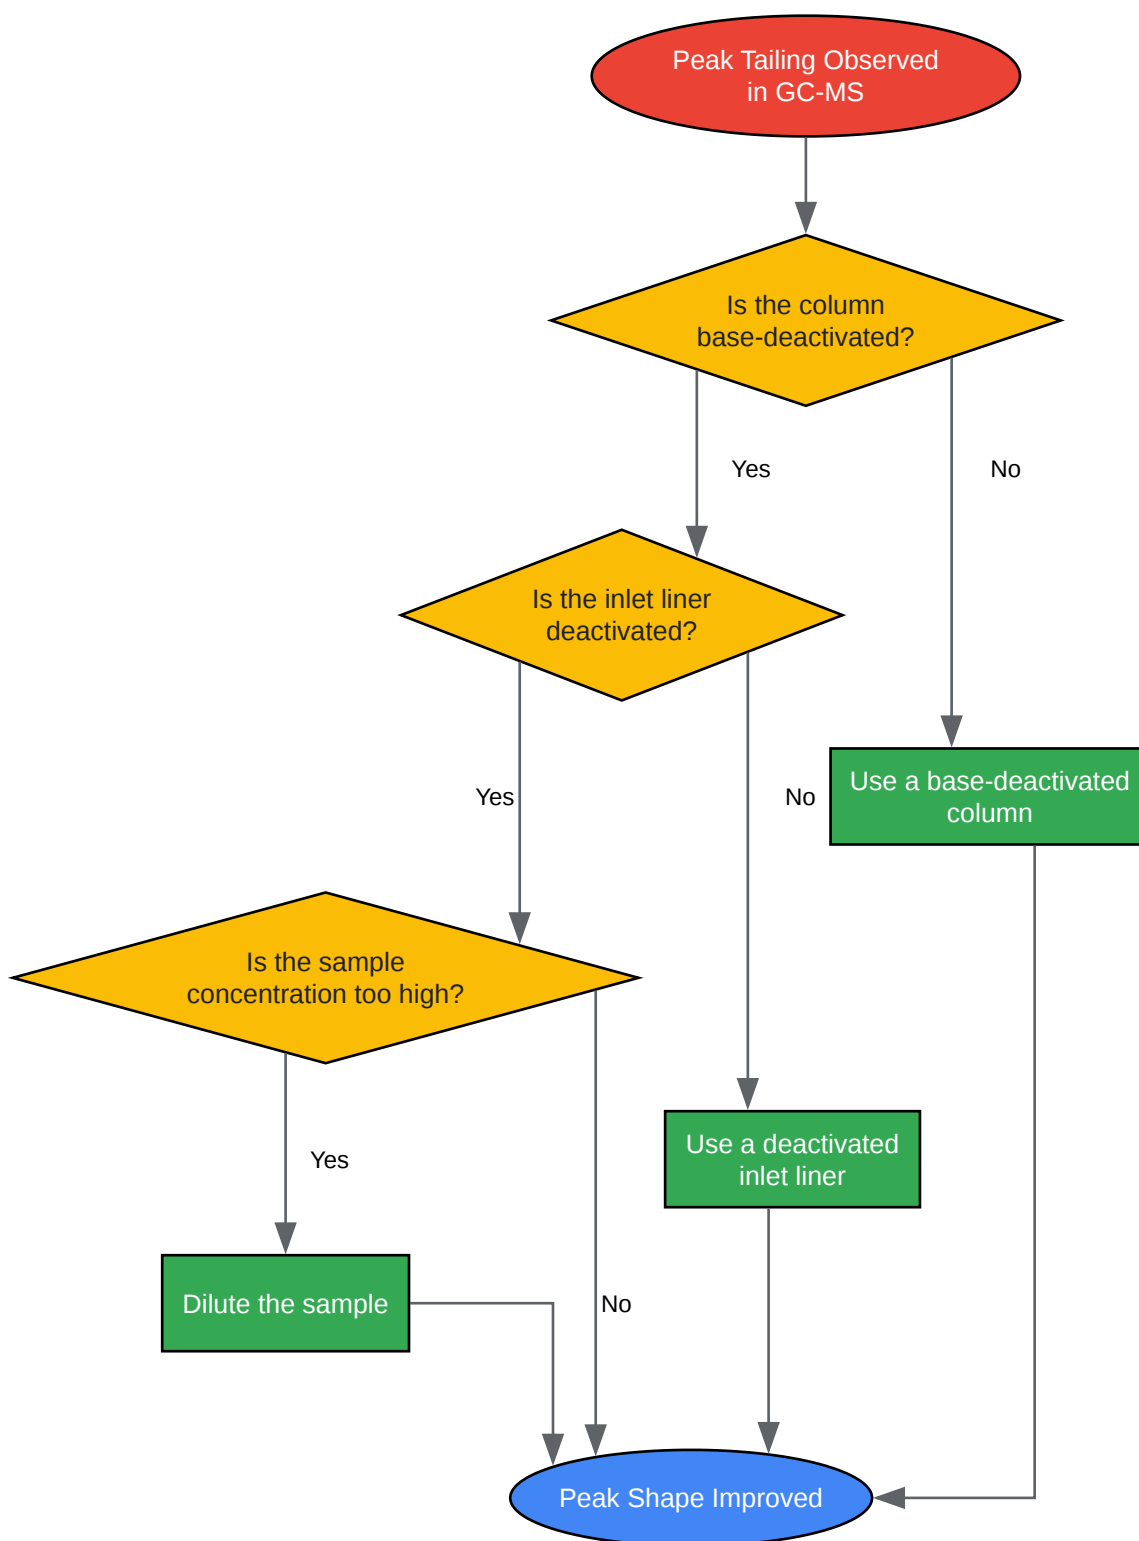 Peak Tailing Observed
in GC-MS
Is the column
base-deactivated?
Yes
No
Is the inlet liner
deactivated?
Use a base-deactivated
column
Yes
No
Is the sample
concentration too high?
Use a deactivated
inlet liner
Yes
Dilute the sample
No
Peak Shape Improved